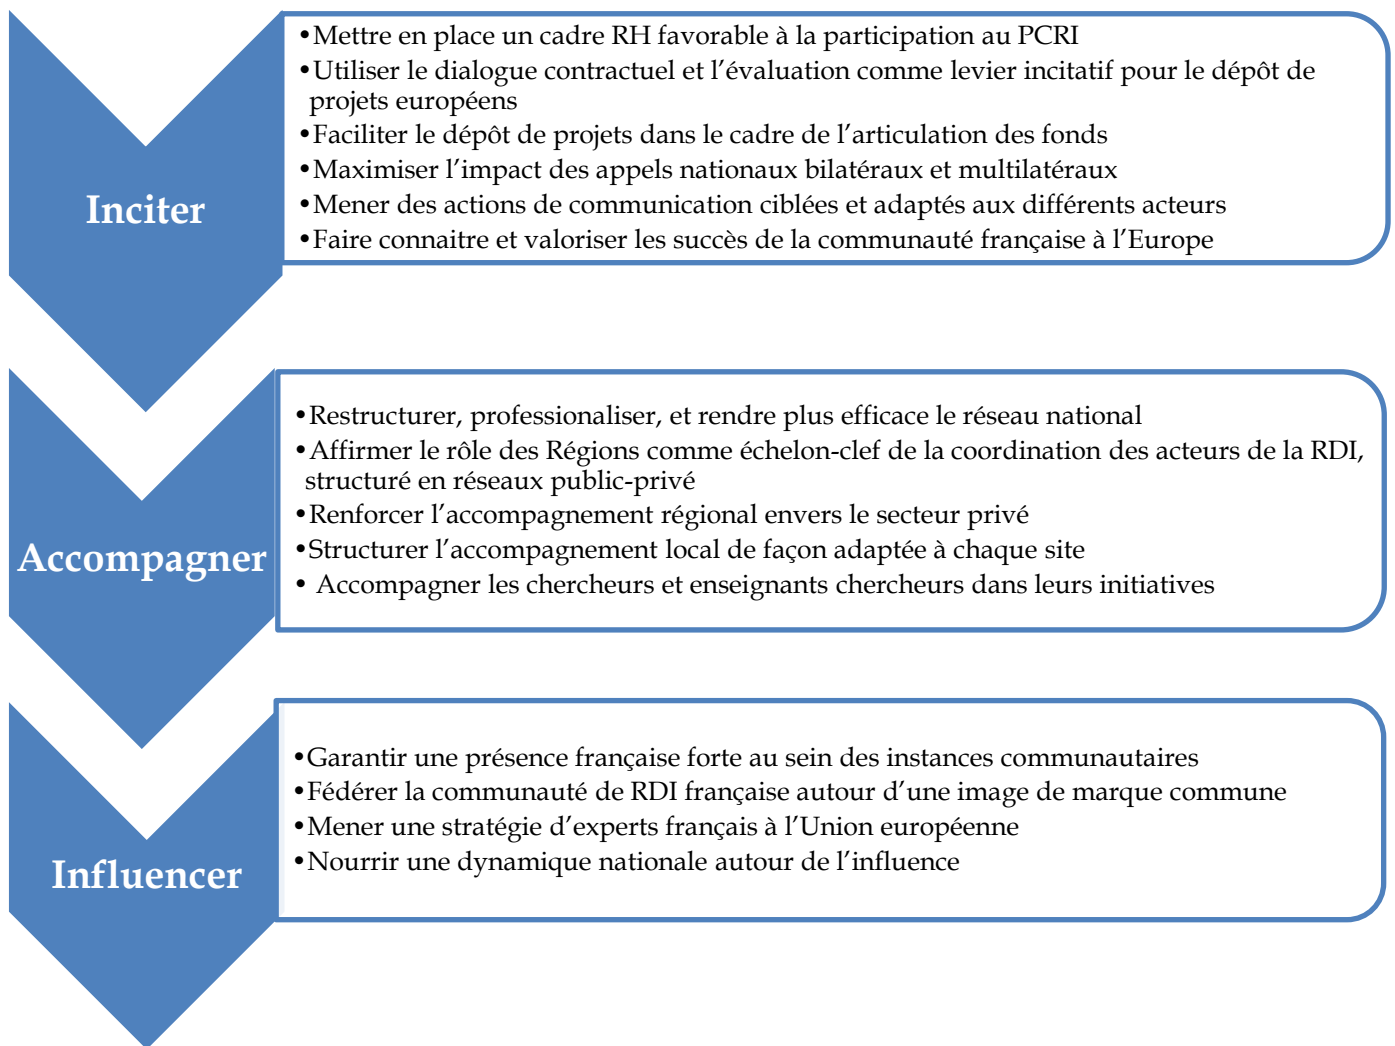 Inciter
•Mettre en place un cadre RH favorable à la participation au PCRI
•Utiliser le dialogue contractuel et l’évaluation comme levier incitatif pour le dépôt de
projets européens
•Faciliter le dépôt de projets dans le cadre de l’articulation des fonds
•Maximiser l’impact des appels nationaux bilatéraux et multilatéraux
•Mener des actions de communication ciblées et adaptés aux différents acteurs
•Faire connaitre et valoriser les succès de la communauté française à l’Europe
Accompagner
•Restructurer, professionaliser, et rendre plus efficace le réseau national
•Affirmer le rôle des Régions comme échelon-clef de la coordination des acteurs de la RDI,
structuré en réseaux public-privé
•Renforcer l’accompagnement régional envers le secteur privé
•Structurer l’accompagnement local de façon adaptée à chaque site
• Accompagner les chercheurs et enseignants chercheurs dans leurs initiatives
Influencer
•Garantir une présence française forte au sein des instances communautaires
•Fédérer la communauté de RDI française autour d’une image de marque commune
•Mener une stratégie d’experts français à l’Union européenne
•Nourrir une dynamique nationale autour de l’influence